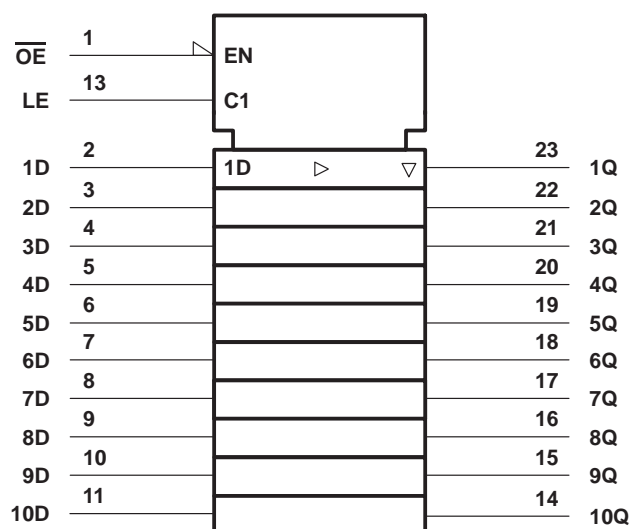 1
O̅E̅ EN
13
LE C1
2 23
1D 1D 1Q
3 22
2D 2Q
4 21
3D 3Q
5 20
4D 4Q
6 19
5D 5Q
7 18
6D 6Q
8 17
7D 7Q
9 16
8D 8Q
10 15
9D 9Q
11 14
10D 10Q